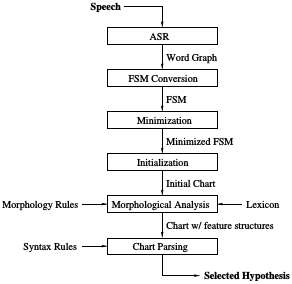 Speech
ASR
Word Graph
FSM Conversion
FSM
Minimization
Minimized FSM
Initialization
Initial Chart
Morphology Rules
Morphological Analysis
Lexicon
Chart w/ feature structures
Syntax Rules
Chart Parsing
Selected Hypothesis